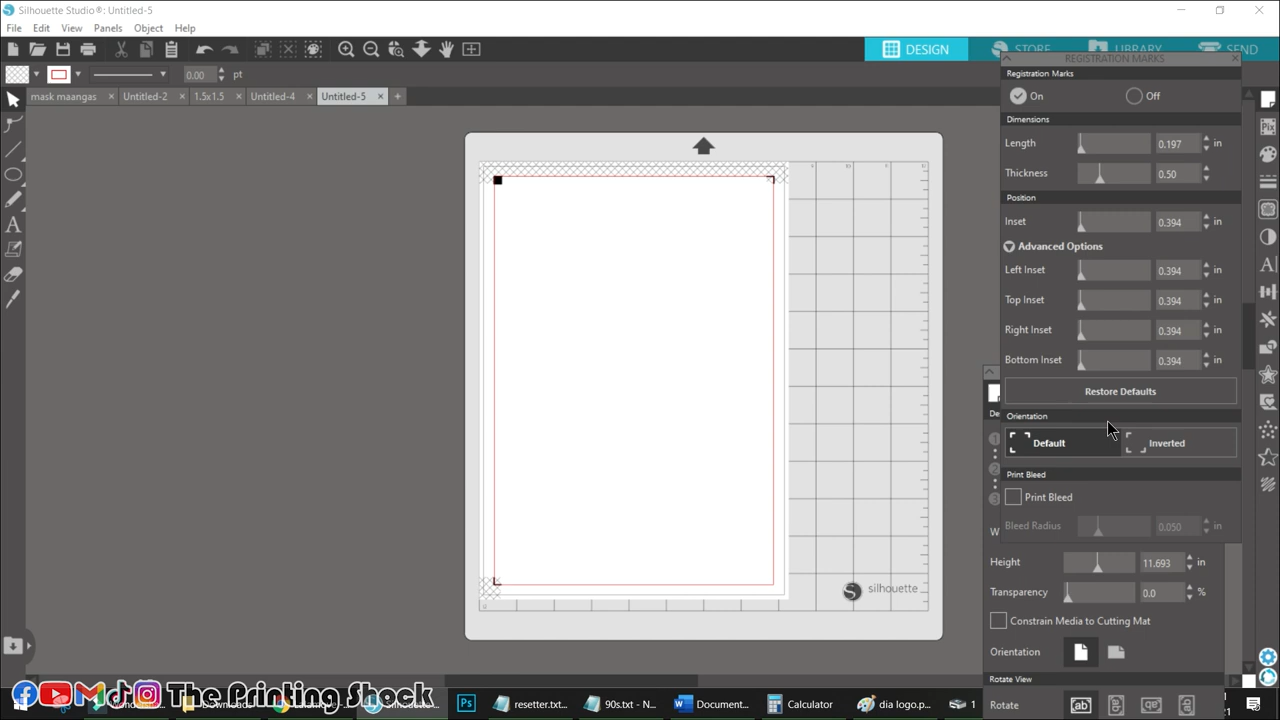 Silhouette Studio®: Untitled-5
File Edit View Panels Object Help
DESIGN STORE LIBRARY SEND
0.00 pt
REGISTRATION MARKS
mask maangas Untitled-2 1.5x1.5 Untitled-4 Untitled-5
Registration Marks
On Off
Dimensions
Length 0.197 in
Thickness 0.50
Position
Inset 0.394 in
Advanced Options
Left Inset 0.394 in
Top Inset 0.394 in
Right Inset 0.394 in
Bottom Inset 0.394 in
Restore Defaults
Orientation
Default Inverted
Print Bleed
Print Bleed
Bleed Radius 0.050 in
Height 11.693 in
Transparency 0.0 %
Constrain Media to Cutting Mat
Orientation
Rotate View
Rotate
silhouette
The Printing Shock
resetter.txt... 90s.txt - N... Document... Calculator dia logo.p... 1